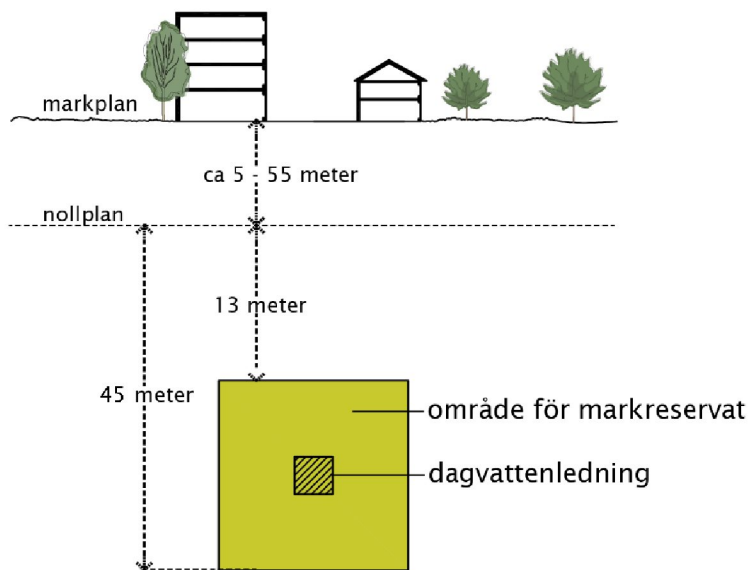 markplan
ca 5 - 55 meter
nollplan
13 meter
45 meter
område för markreservat
dagvattenledning